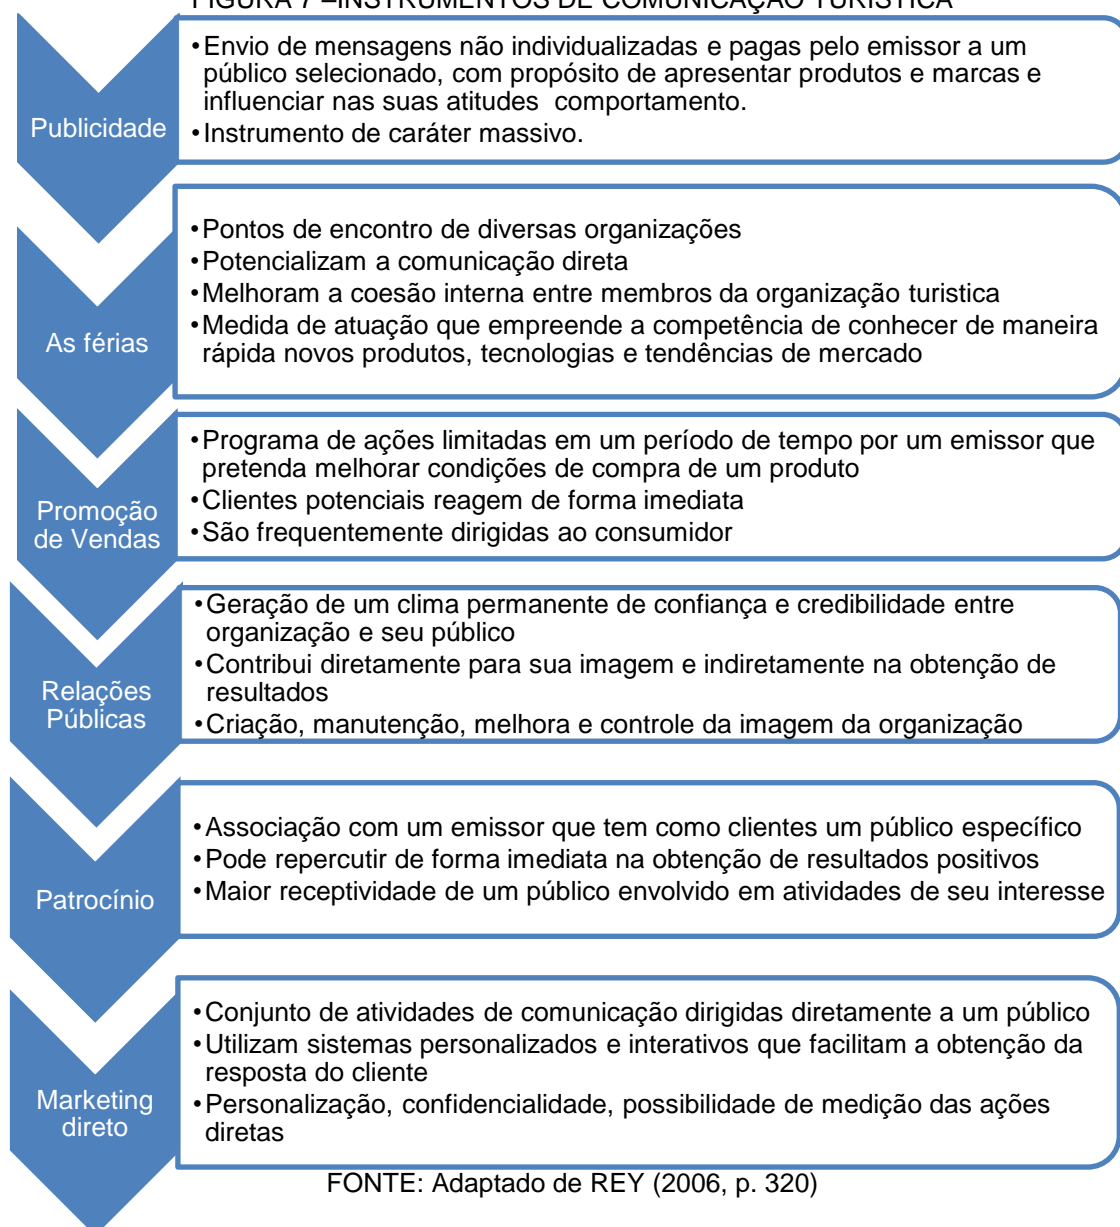 FIGURA 7 –INSTRUMENTOS DE COMUNICAÇÃO TURÍSTICA
Publicidade
•Envio de mensagens não individualizadas e pagas pelo emissor a um
público selecionado, com propósito de apresentar produtos e marcas e
influenciar nas suas atitudes comportamento.
•Instrumento de caráter massivo.
As férias
•Pontos de encontro de diversas organizações
•Potencializam a comunicação direta
•Melhoram a coesão interna entre membros da organização turistica
•Medida de atuação que empreende a competência de conhecer de maneira
rápida novos produtos, tecnologias e tendências de mercado
Promoção
de Vendas
•Programa de ações limitadas em um período de tempo por um emissor que
pretenda melhorar condições de compra de um produto
•Clientes potenciais reagem de forma imediata
•São frequentemente dirigidas ao consumidor
Relações
Públicas
•Geração de um clima permanente de confiança e credibilidade entre
organização e seu público
•Contribui diretamente para sua imagem e indiretamente na obtenção de
resultados
•Criação, manutenção, melhora e controle da imagem da organização
Patrocínio
•Associação com um emissor que tem como clientes um público específico
•Pode repercutir de forma imediata na obtenção de resultados positivos
•Maior receptividade de um público envolvido em atividades de seu interesse
Marketing
direto
•Conjunto de atividades de comunicação dirigidas diretamente a um público
•Utilizam sistemas personalizados e interativos que facilitam a obtenção da
resposta do cliente
•Personalização, confidencialidade, possibilidade de medição das ações
diretas
FONTE: Adaptado de REY (2006, p. 320)